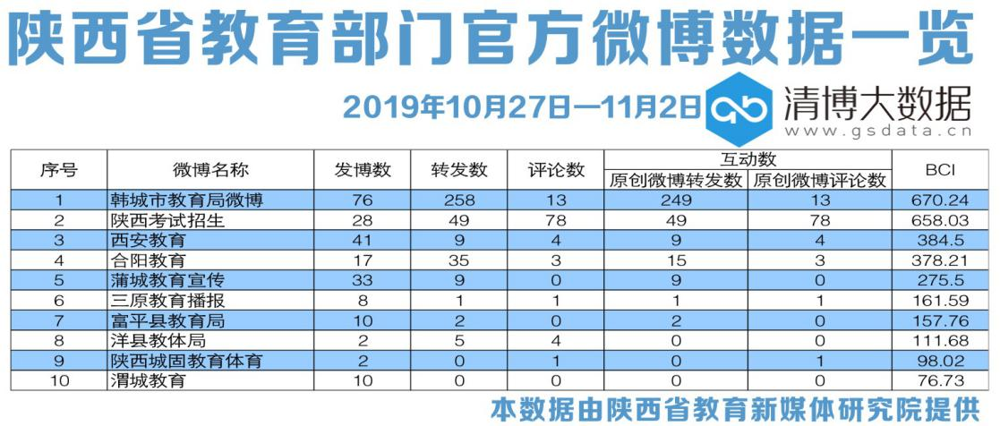 陕西省教育部门官方微博数据一览
2019年10月27日—11月2日
清博大数据
www.gsdata.cn
序号 微博名称 发博数 转发数 评论数 互动数 BCI
原创微博转发数 原创微博评论数
1 韩城市教育局微博 76 258 13 249 13 670.24
2 陕西考试招生 28 49 78 49 78 658.03
3 西安教育 41 9 4 9 4 384.5
4 合阳教育 17 35 3 15 3 378.21
5 蒲城教育宣传 33 9 0 9 0 275.5
6 三原教育播报 8 1 1 1 1 161.59
7 富平县教育局 10 2 0 2 0 157.76
8 洋县教体局 2 5 4 0 0 111.68
9 陕西城固教育体育 2 0 1 0 1 98.02
10 渭城教育 10 0 0 0 0 76.73
本数据由陕西省教育新媒体研究院提供